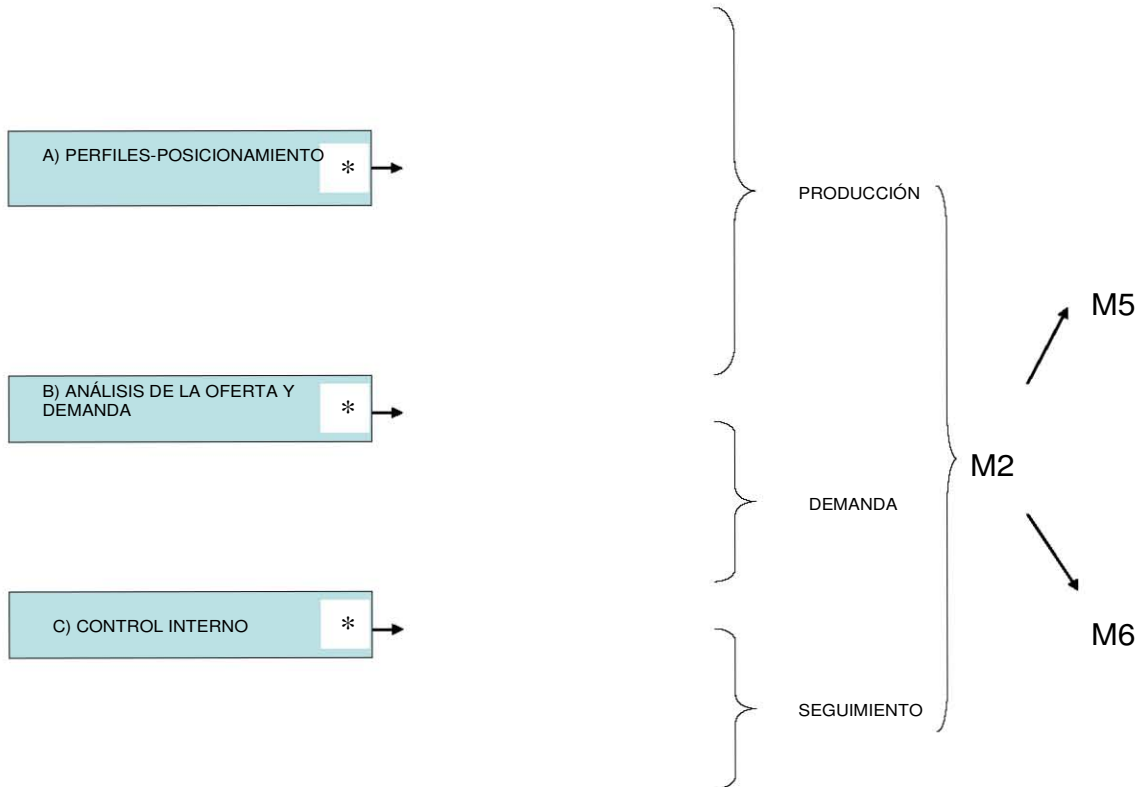 A) PERFILES-POSICIONAMIENTO
*
PRODUCCIÓN
M5
B) ANÁLISIS DE LA OFERTA Y
DEMANDA
*
M2
DEMANDA
C) CONTROL INTERNO
*
M6
SEGUIMIENTO